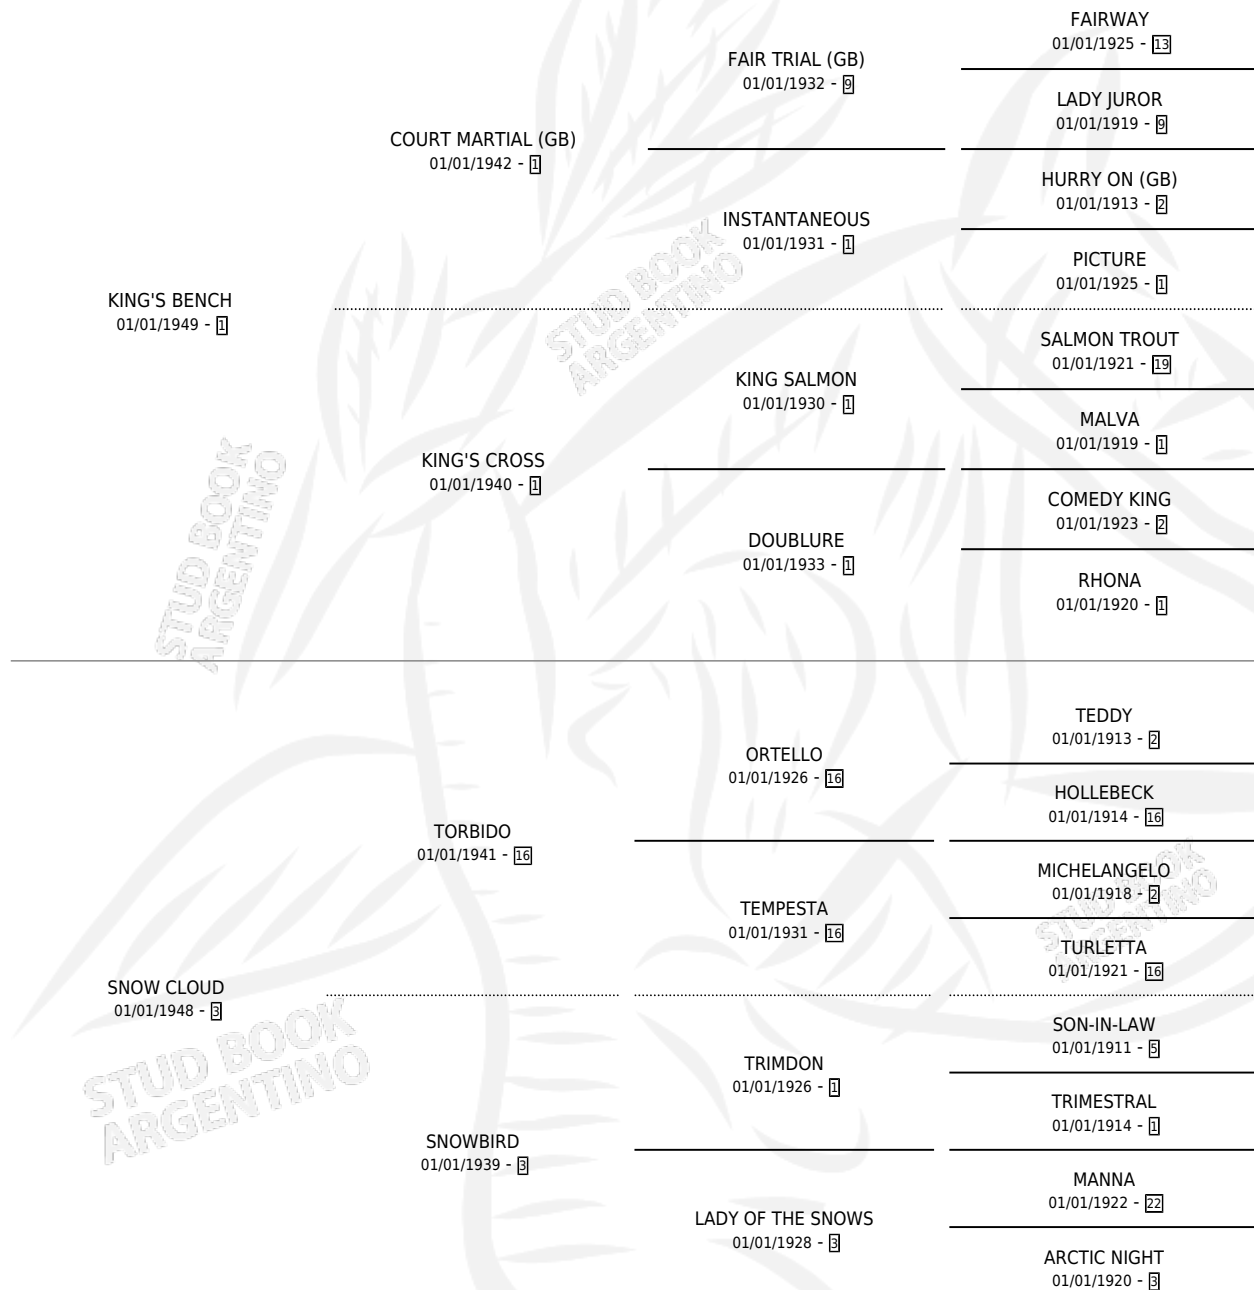 FAIRWAY
01/01/1925 - 13
FAIR TRIAL (GB)
01/01/1932 - 9
LADY JUROR
01/01/1919 - 9
COURT MARTIAL (GB)
01/01/1942 - 1
HURRY ON (GB)
01/01/1913 - 2
INSTANTANEOUS
01/01/1931 - 1
PICTURE
01/01/1925 - 1
KING'S BENCH
01/01/1949 - 1
SALMON TROUT
01/01/1921 - 19
KING SALMON
01/01/1930 - 1
MALVA
01/01/1919 - 1
KING'S CROSS
01/01/1940 - 1
COMEDY KING
01/01/1923 - 2
DOUBLURE
01/01/1933 - 1
RHONA
01/01/1920 - 1
TEDDY
01/01/1913 - 2
ORTELLO
01/01/1926 - 16
HOLLEBECK
01/01/1914 - 16
TORBIDO
01/01/1941 - 16
MICHELANGELO
01/01/1918 - 2
TEMPESTA
01/01/1931 - 16
TURLETTA
01/01/1921 - 16
SNOW CLOUD
01/01/1948 - 3
SON-IN-LAW
01/01/1911 - 5
TRIMDON
01/01/1926 - 1
TRIMESTRAL
01/01/1914 - 1
SNOWBIRD
01/01/1939 - 3
MANNA
01/01/1922 - 22
LADY OF THE SNOWS
01/01/1928 - 3
ARCTIC NIGHT
01/01/1920 - 3
STUD BOOK
ARGENTINO
STUD BOOK
ARGENTINO
STUD BOOK
ARGENTINO
STUD BOOK
ARGENTINO